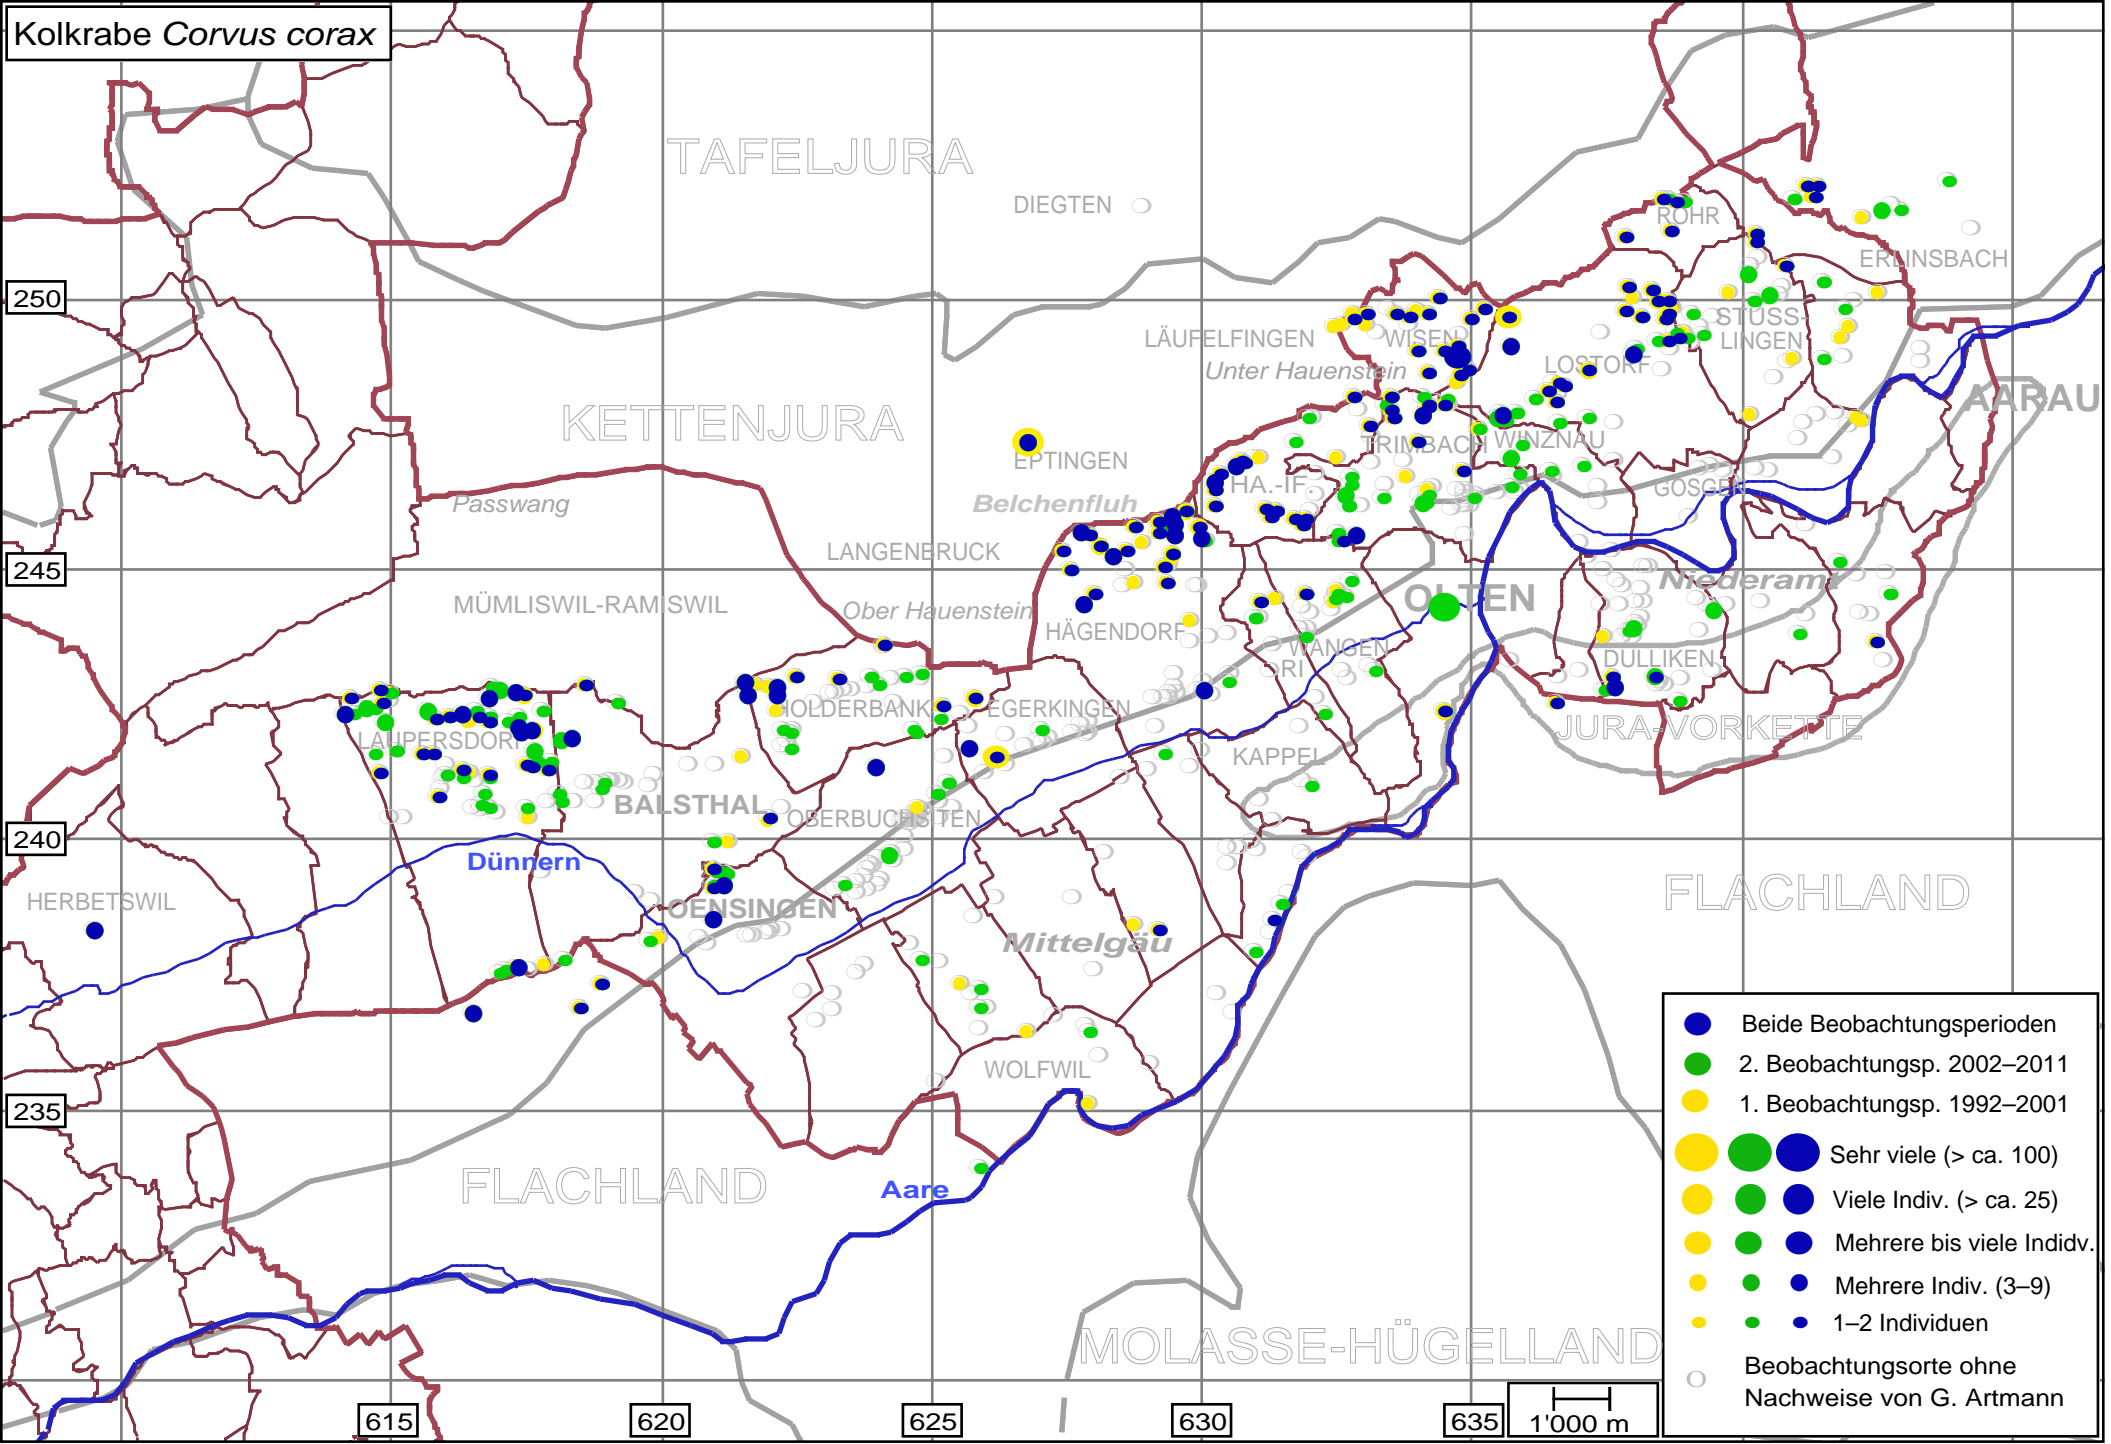 Kolkrabe Corvus corax
TAFELJURA
DIEGTEN
ROHR
ERLINSBACH
250
STÜSS-
LINGEN
LÄUFELFINGEN
WISEN
LOSTORF
Unter Hauenstein
AARAU
KETTENJURA
TRIMBACH
WINZNAU
EPTINGEN
Passwang
Belchenfluh
HA.-IF.
GÖSGEN
LANGENBRUCK
245
Niederamt
MÜMLISWIL-RAMISWIL
Ober Hauenstein
OLTEN
HÄGENDORF
WANGEN
RI
DULLIKEN
HOLDERBANK
EGERKINGEN
JURA-VORKETTE
LAUPERSDORF
KAPPEL
BALSTHAL
OBERBUCHSITEN
240
Dünnern
HERBETSWIL
OENSINGEN
FLACHLAND
Mittelgäu
WOLFWIL
235
FLACHLAND
Aare
MOLASSE-HÜGELLAND
615
620
625
630
635
1'000 m
Beide Beobachtungsperioden
2. Beobachtungsp. 2002–2011
1. Beobachtungsp. 1992–2001
Sehr viele (> ca. 100)
Viele Indiv. (> ca. 25)
Mehrere bis viele Indidv.
Mehrere Indiv. (3–9)
1–2 Individuen
Beobachtungsorte ohne
Nachweise von G. Artmann